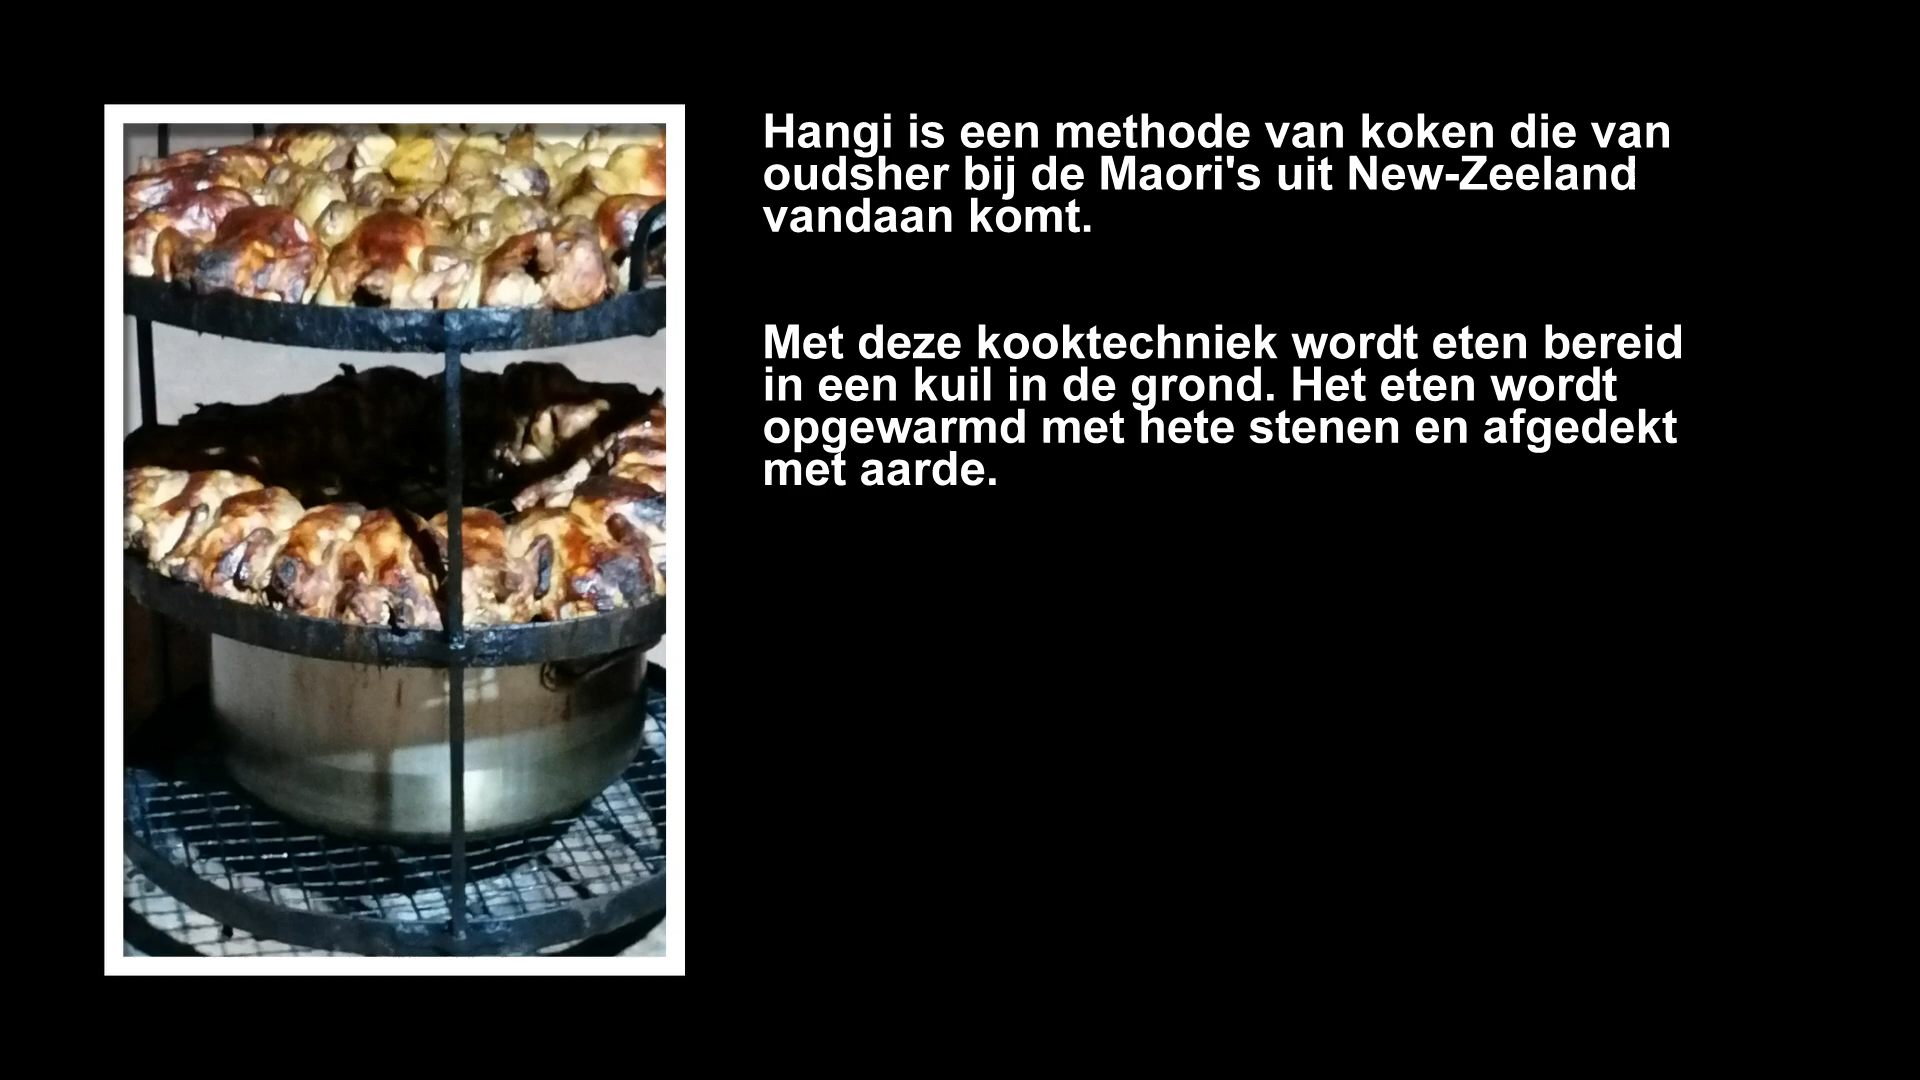 Hangi is een methode van koken die van
oudsher bij de Maori's uit New-Zeeland
vandaan komt.
Met deze kooktechniek wordt eten bereid
in een kuil in de grond. Het eten wordt
opgewarmd met hete stenen en afgedekt
met aarde.